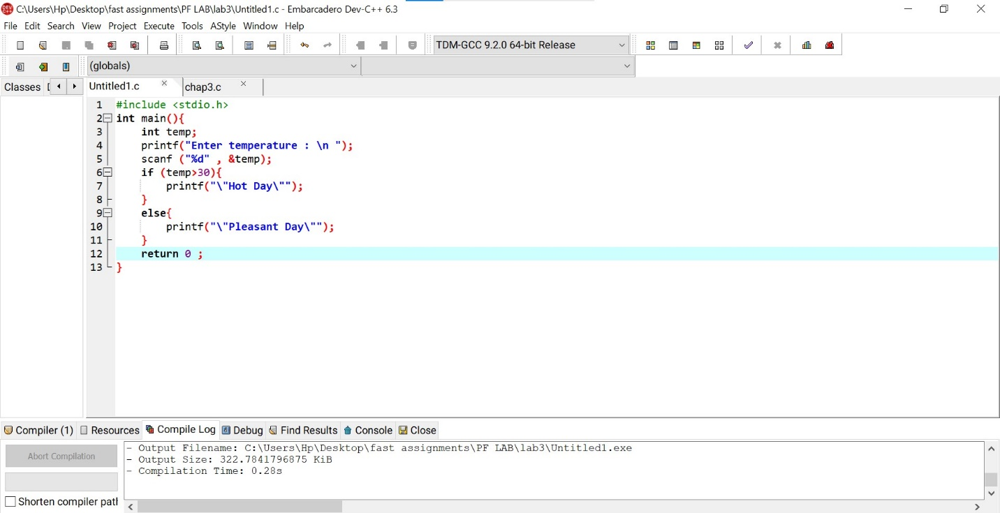 C:\Users\Hp\Desktop\fast assignments\PF LAB\lab3\Untitled1.c - Embarcadero Dev-C++ 6.3
File Edit Search View Project Execute Tools AStyle Window Help
TDM-GCC 9.2.0 64-bit Release
(globals)
Classes Untitled1.c chap3.c
1 #include <stdio.h>
2 int main(){
3 int temp;
4 printf("Enter temperature : \n ");
5 scanf ("%d" , &temp);
6 if (temp>30){
7 printf("\"Hot Day\"");
8 }
9 else{
10 printf("\"Pleasant Day\"");
11 }
12 return 0 ;
13 }
Compiler (1) Resources Compile Log Debug Find Results Console Close
Abort Compilation
- Output Filename: C:\Users\Hp\Desktop\fast assignments\PF LAB\lab3\Untitled1.exe
- Output Size: 322.7841796875 KiB
- Compilation Time: 0.28s
Shorten compiler path